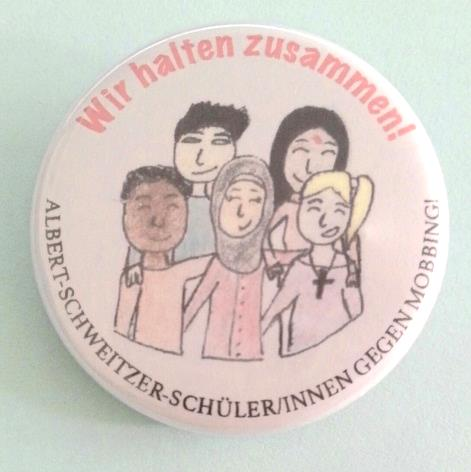 Wir halten zusammen!
ALBERT-SCHWEITZER-SCHÜLER/INNEN GEGEN MOBBING!